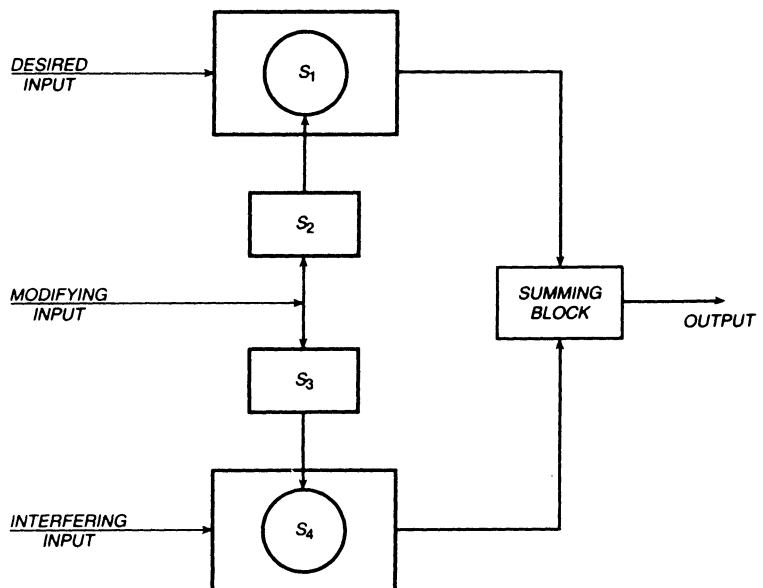 DESIRED
INPUT
S1
S2
MODIFYING
INPUT
SUMMING
BLOCK
OUTPUT
S3
INTERFERING
INPUT
S4